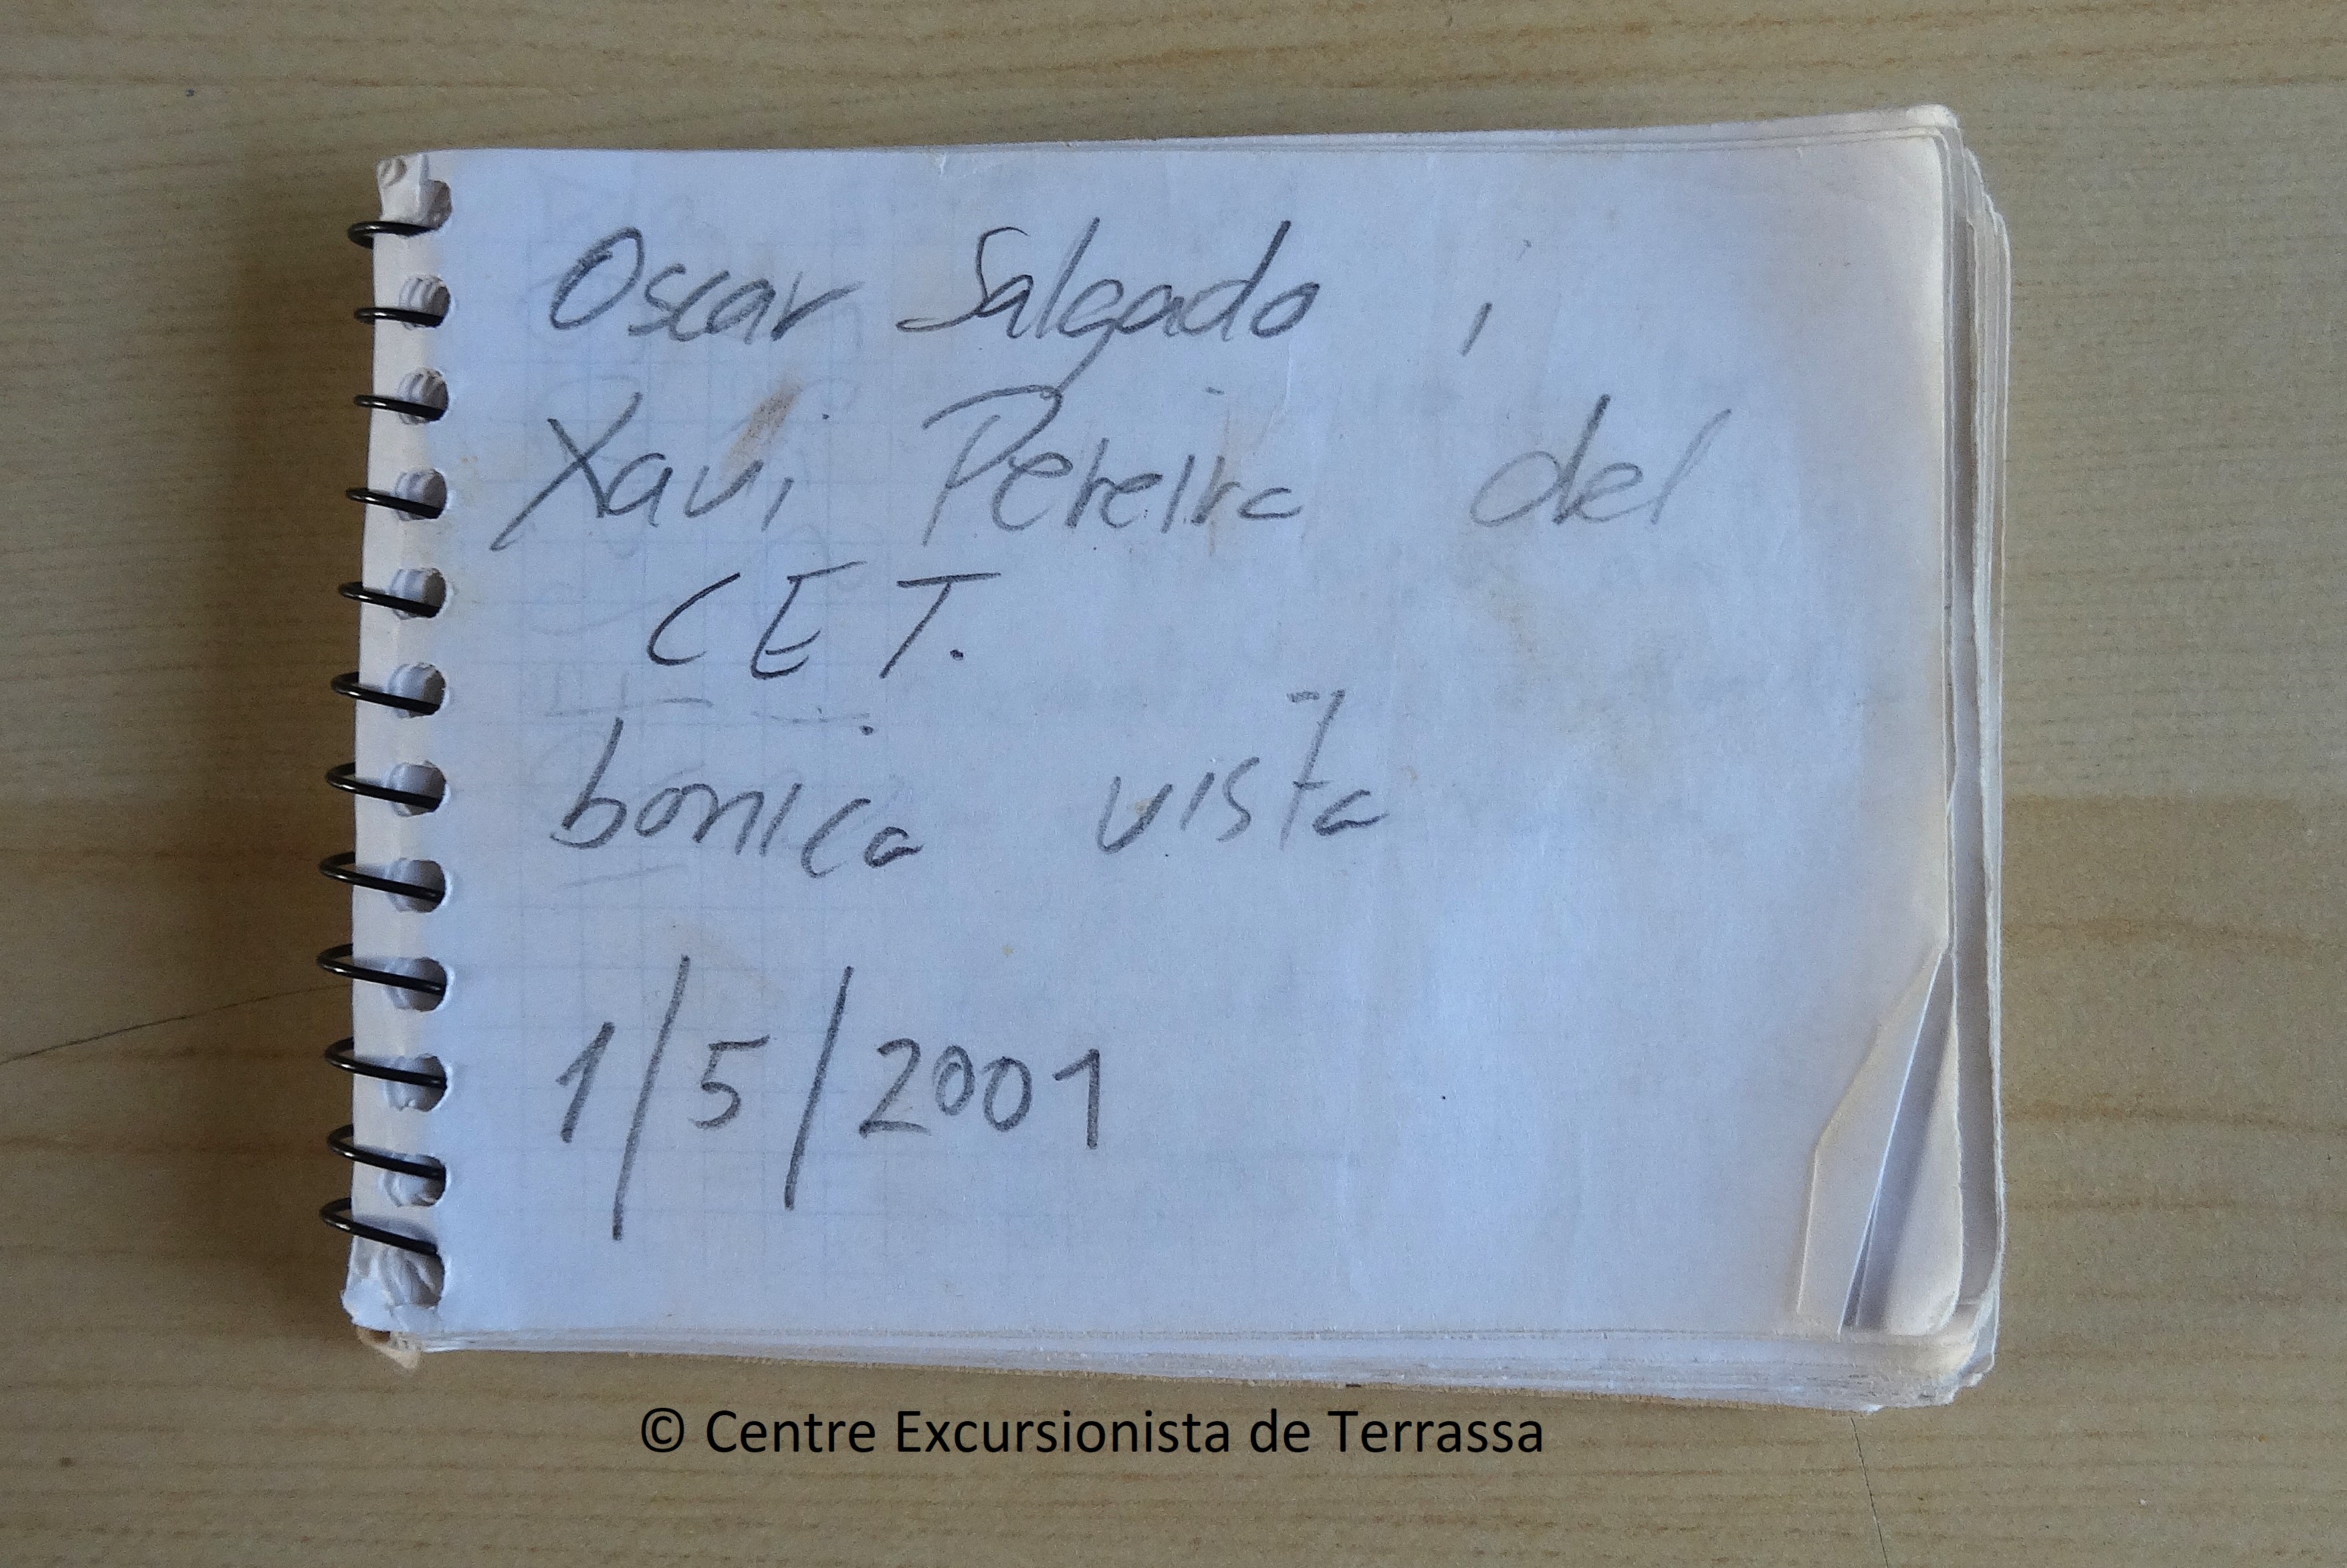 Oscar Salgado i
Xavi Pereira del
C E T.
bonica vista
1/5/2001
© Centre Excursionista de Terrassa